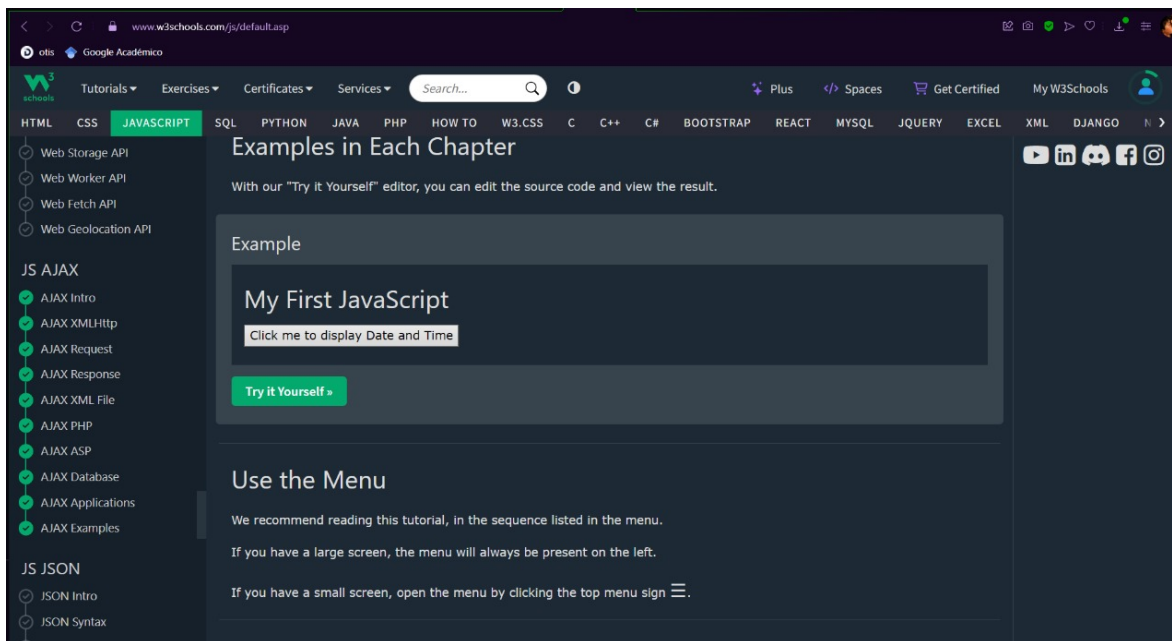 www.w3schools.com/js/default.asp
otis Google Académico
W3 schools Tutorials Exercises Certificates Services Search... Plus </> Spaces Get Certified My W3Schools
HTML CSS JAVASCRIPT SQL PYTHON JAVA PHP HOW TO W3.CSS C C++ C# BOOTSTRAP REACT MYSQL JQUERY EXCEL XML DJANGO N
Web Storage API
Web Worker API
Web Fetch API
Web Geolocation API
JS AJAX
AJAX Intro
AJAX XMLHttp
AJAX Request
AJAX Response
AJAX XML File
AJAX PHP
AJAX ASP
AJAX Database
AJAX Applications
AJAX Examples
JS JSON
JSON Intro
JSON Syntax
Examples in Each Chapter
With our "Try it Yourself" editor, you can edit the source code and view the result.
Example
My First JavaScript
Click me to display Date and Time
Try it Yourself »
Use the Menu
We recommend reading this tutorial, in the sequence listed in the menu.
If you have a large screen, the menu will always be present on the left.
If you have a small screen, open the menu by clicking the top menu sign ☰.